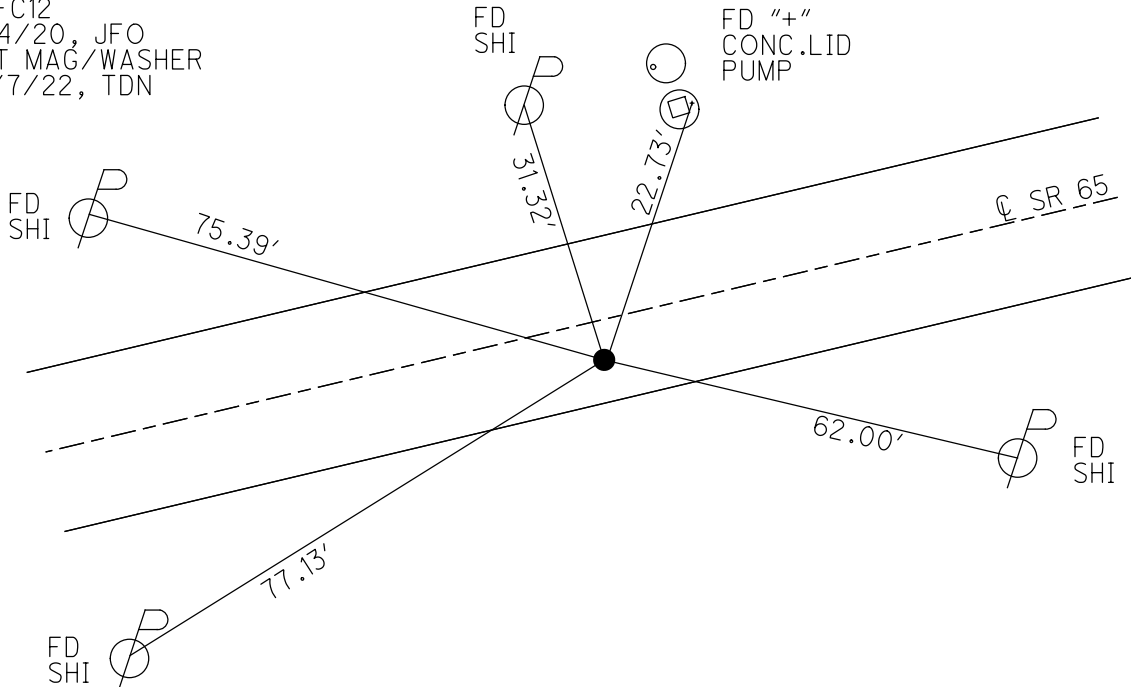 4/20, JFO
MAG/WASHER
7/22, TDN
FD
SHI
FD "+"
CONC.LID
PUMP
FD
SHI
75.39'
31.32'
22.73'
℄ SR 65
62.00'
FD
SHI
77.13'
FD
SHI